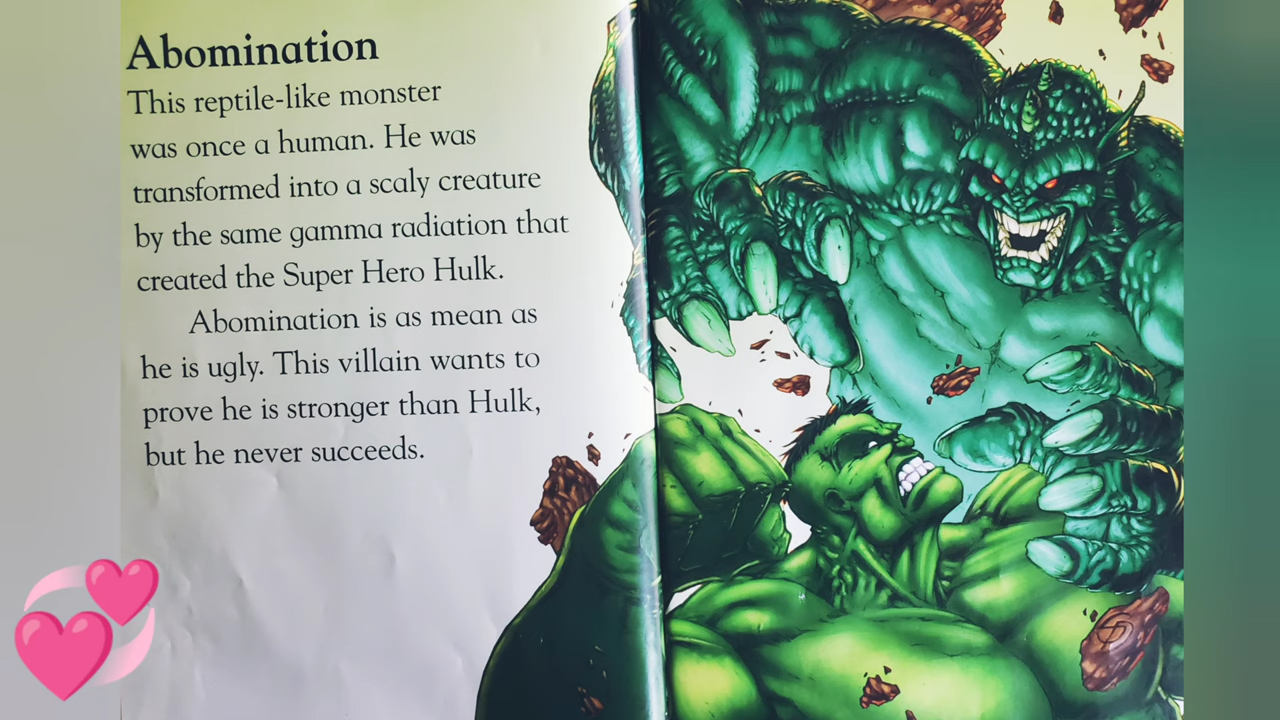 Abomination
This reptile-like monster
was once a human. He was
transformed into a scaly creature
by the same gamma radiation that
created the Super Hero Hulk.
Abomination is as mean as
he is ugly. This villain wants to
prove he is stronger than Hulk,
but he never succeeds.